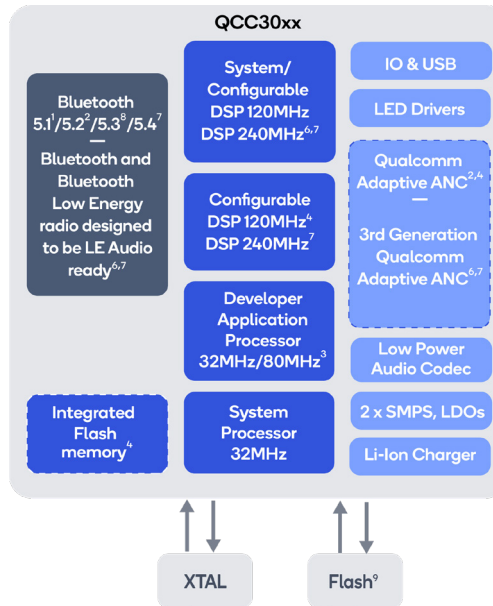 QCC30xx
Bluetooth
5.1¹/5.2²/5.3⁸/5.4⁷
—
Bluetooth and
Bluetooth
Low Energy
radio designed
to be LE Audio
ready⁶,⁷
Integrated
Flash
memory⁴
System/
Configurable
DSP 120MHz
DSP 240MHz⁶,⁷
Configurable
DSP 120MHz⁴
DSP 240MHz⁷
Developer
Application
Processor
32MHz/80MHz³
System
Processor
32MHz
IO & USB
LED Drivers
Qualcomm
Adaptive ANC²,⁴
—
3rd Generation
Qualcomm
Adaptive ANC⁶,⁷
Low Power
Audio Codec
2 x SMPS, LDOs
Li-Ion Charger
XTAL
Flash⁹